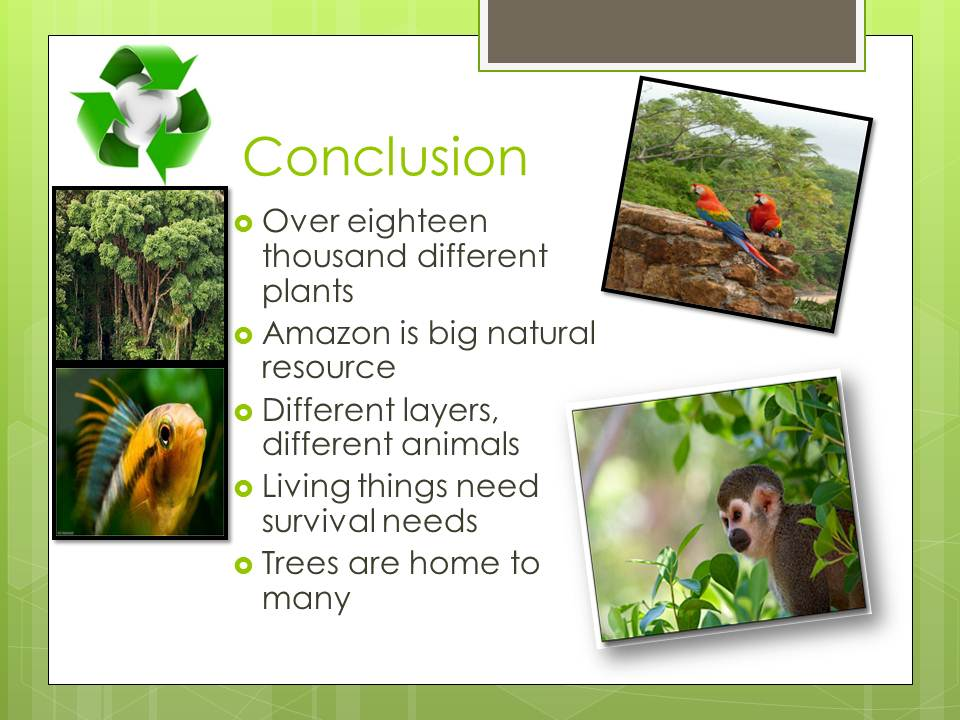 Conclusion
Over eighteen
thousand different
plants
Amazon is big natural
resource
Different layers,
different animals
Living things need
survival needs
Trees are home to
many